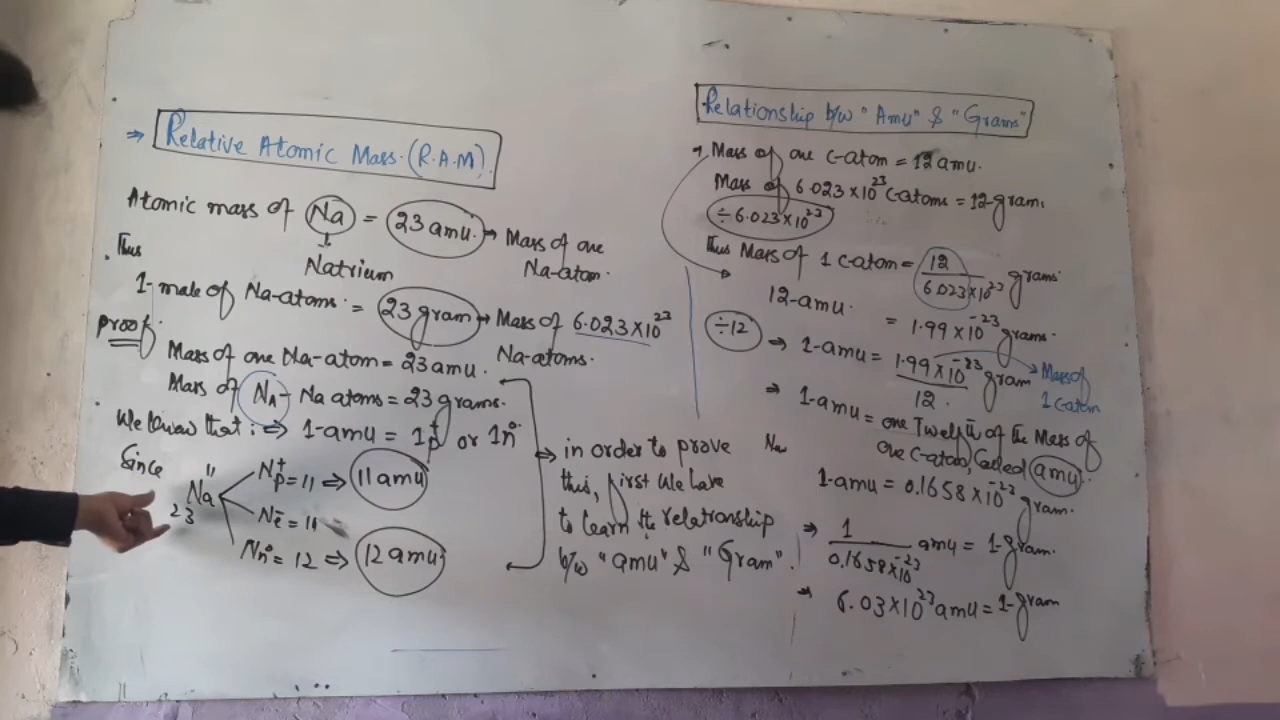 ⇒ Relative Atomic Mass. (R.A.M).
Atomic mass of Na = 23 amu. → Mass of one
Na-atom.
↓
Natrium
Thus
1-mole of Na-atoms = 23 gram → Mass of 6.023×10²³
Na-atoms.
Proof.
Mass of one Na-atom = 23 amu.
Mass of NA - Na atoms = 23 grams.
We know that: ⇒ 1-amu = 1p⁺ or 1n°
Since
11
Na
23
Np⁺ = 11 ⇒ 11 amu
Ne⁻ = 11
Nn° = 12 ⇒ 12 amu
→ in order to prove
this, first we have
to learn the relationship
b/w "amu" & "Gram".
Relationship b/w "Amu" & "Grams"
→ Mass of one C-atom = 12 amu.
Mass of 6.023×10²³ C atoms = 12-gram.
÷ 6.023×10²³
Thus Mass of 1 C-atom = 12 / 6.023×10²³ grams.
12-amu. = 1.99×10⁻²³ grams.
÷12 ⇒ 1-amu = 1.99×10⁻²³ / 12 gram → Mass of
1 C-atom
⇒ 1-amu = one Twelfth of the Mass of
one C-atom, called amu
1-amu = 0.1658×10⁻²³ gram.
⇒ 1 / 0.1658×10⁻²³ amu = 1-gram.
⇒ 6.03×10²³ amu = 1-gram